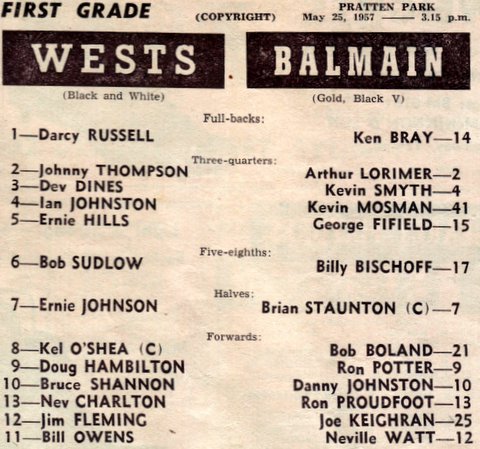 FIRST GRADE (COPYRIGHT) PRATTEN PARK
May 25, 1957 —— 3.15 p.m.
WESTS BALMAIN
(Black and White) (Gold, Black V)
Full-backs:
1—Darcy RUSSELL Ken BRAY—14
Three-quarters:
2—Johnny THOMPSON Arthur LORIMER—2
3—Dev DINES Kevin SMYTH—4
4—Ian JOHNSTON Kevin MOSMAN—41
5—Ernie HILLS George FIFIELD—15
Five-eighths:
6—Bob SUDLOW Billy BISCHOFF—17
Halves:
7—Ernie JOHNSON Brian STAUNTON (C)—7
Forwards:
8—Kel O'SHEA (C) Bob BOLAND—21
9—Doug HAMBILTON Ron POTTER—9
10—Bruce SHANNON Danny JOHNSTON—10
13—Nev CHARLTON Ron PROUDFOOT—13
12—Jim FLEMING Joe KEIGHRAN—25
11—Bill OWENS Neville WATT—12